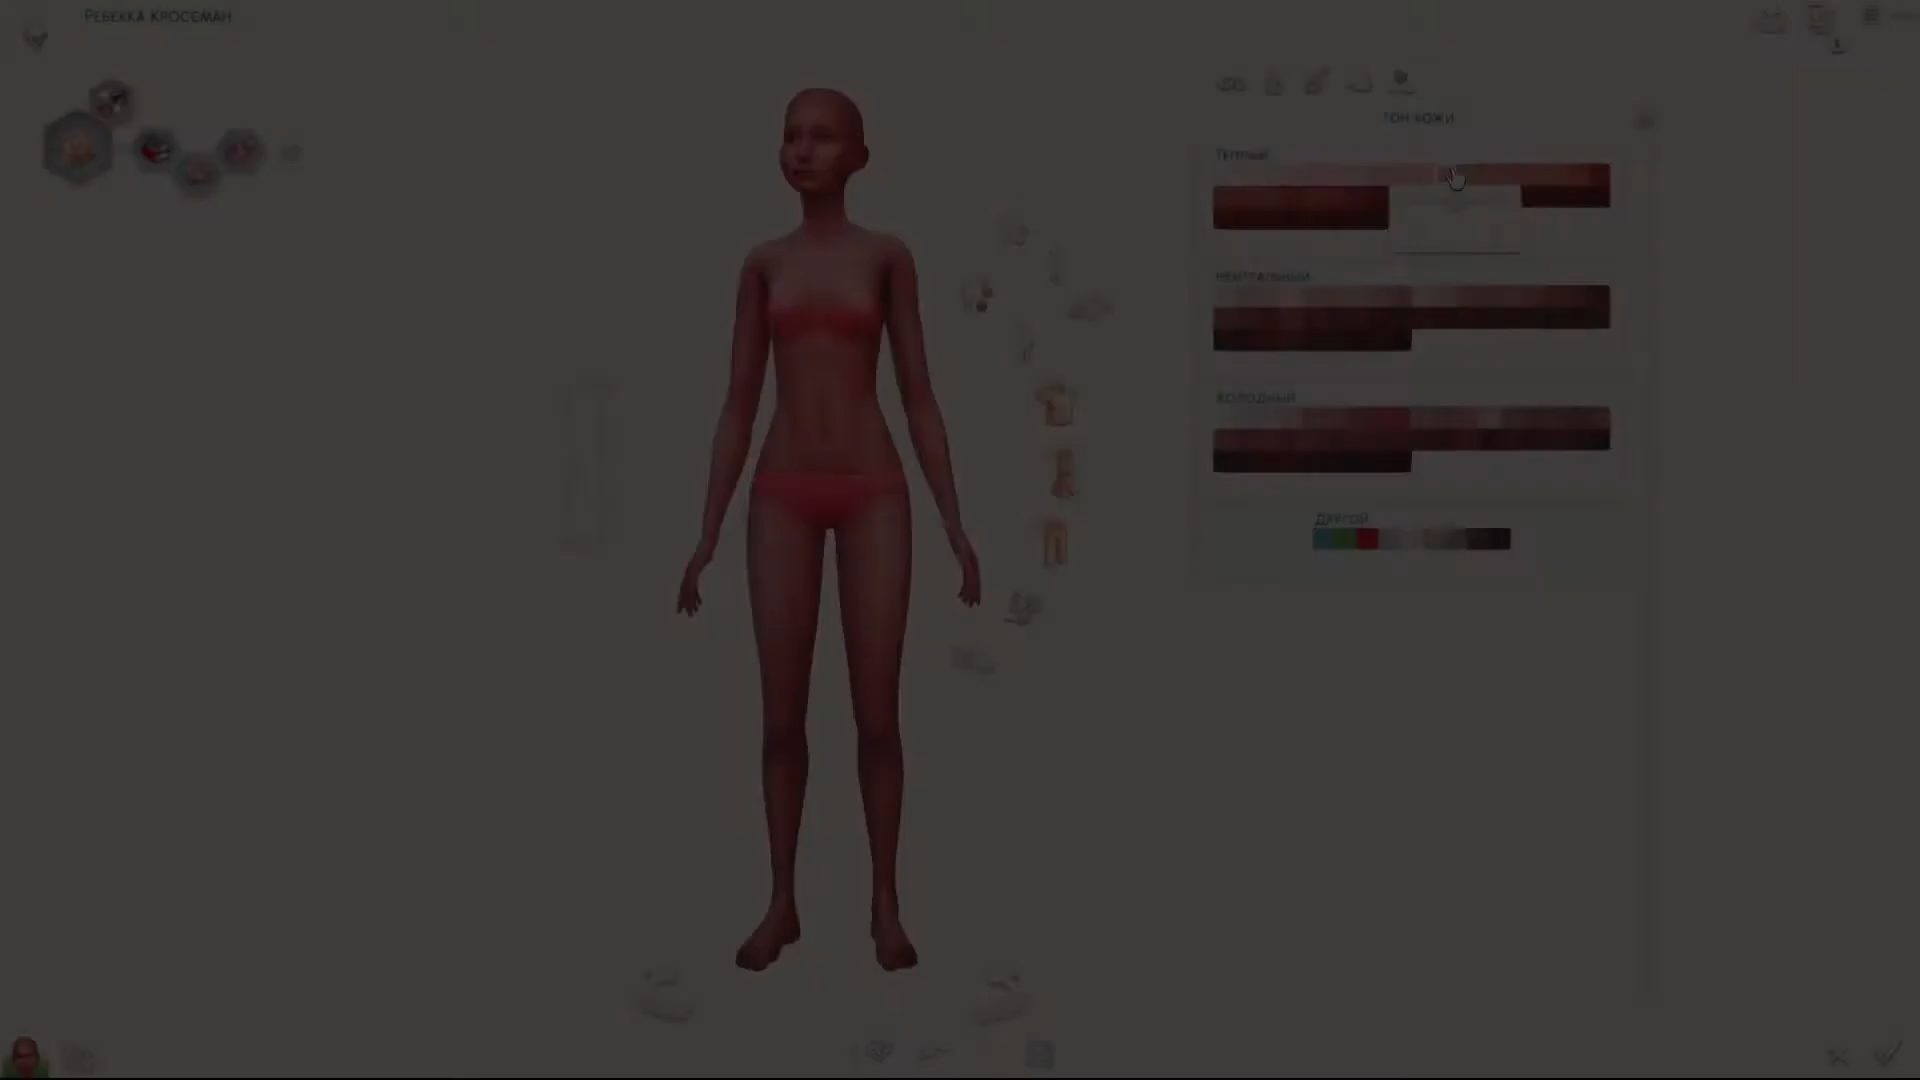 Ребекка Кроссман
ТОН КОЖИ
ТЕПЛЫЙ
НЕЙТРАЛЬНЫЙ
ХОЛОДНЫЙ
ДРУГОЙ